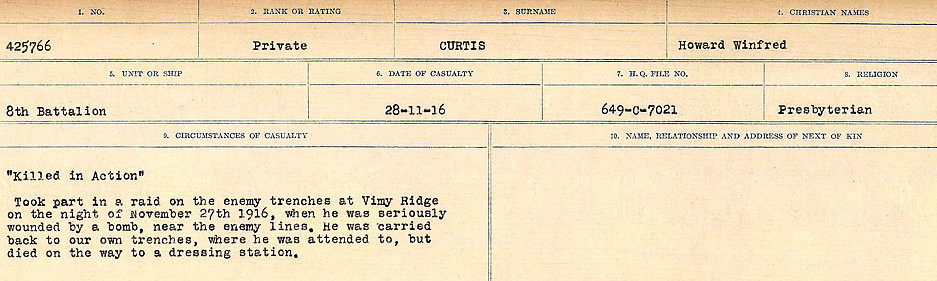 1. NO. 2. RANK OR RATING 3. SURNAME 4. CHRISTIAN NAMES
425766 Private CURTIS Howard Winfred
5. UNIT OR SHIP 6. DATE OF CASUALTY 7. H.Q. FILE NO. 8. RELIGION
8th Battalion 28-11-16 649-C-7021 Presbyterian
9. CIRCUMSTANCES OF CASUALTY 10. NAME, RELATIONSHIP AND ADDRESS OF NEXT OF KIN
"Killed in Action"
Took part in a raid on the enemy trenches at Vimy Ridge
on the night of November 27th 1916, when he was seriously
wounded by a bomb, near the enemy lines. He was carried
back to our own trenches, where he was attended to, but
died on the way to a dressing station.